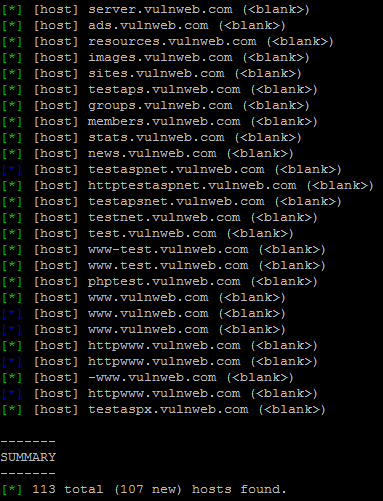 [*] [host] server.vulnweb.com (<blank>)
[*] [host] ads.vulnweb.com (<blank>)
[*] [host] resources.vulnweb.com (<blank>)
[*] [host] images.vulnweb.com (<blank>)
[*] [host] sites.vulnweb.com (<blank>)
[*] [host] testaps.vulnweb.com (<blank>)
[*] [host] groups.vulnweb.com (<blank>)
[*] [host] members.vulnweb.com (<blank>)
[*] [host] stats.vulnweb.com (<blank>)
[*] [host] news.vulnweb.com (<blank>)
[*] [host] testaspnet.vulnweb.com (<blank>)
[*] [host] httptestaspnet.vulnweb.com (<blank>)
[*] [host] testapsnet.vulnweb.com (<blank>)
[*] [host] testnet.vulnweb.com (<blank>)
[*] [host] test.vulnweb.com (<blank>)
[*] [host] www-test.vulnweb.com (<blank>)
[*] [host] www.test.vulnweb.com (<blank>)
[*] [host] phptest.vulnweb.com (<blank>)
[*] [host] www.vulnweb.com (<blank>)
[*] [host] www.vulnweb.com (<blank>)
[*] [host] www.vulnweb.com (<blank>)
[*] [host] httpwww.vulnweb.com (<blank>)
[*] [host] httpwww.vulnweb.com (<blank>)
[*] [host] -www.vulnweb.com (<blank>)
[*] [host] httpwww.vulnweb.com (<blank>)
[*] [host] testaspx.vulnweb.com (<blank>)
-------
SUMMARY
-------
[*] 113 total (107 new) hosts found.